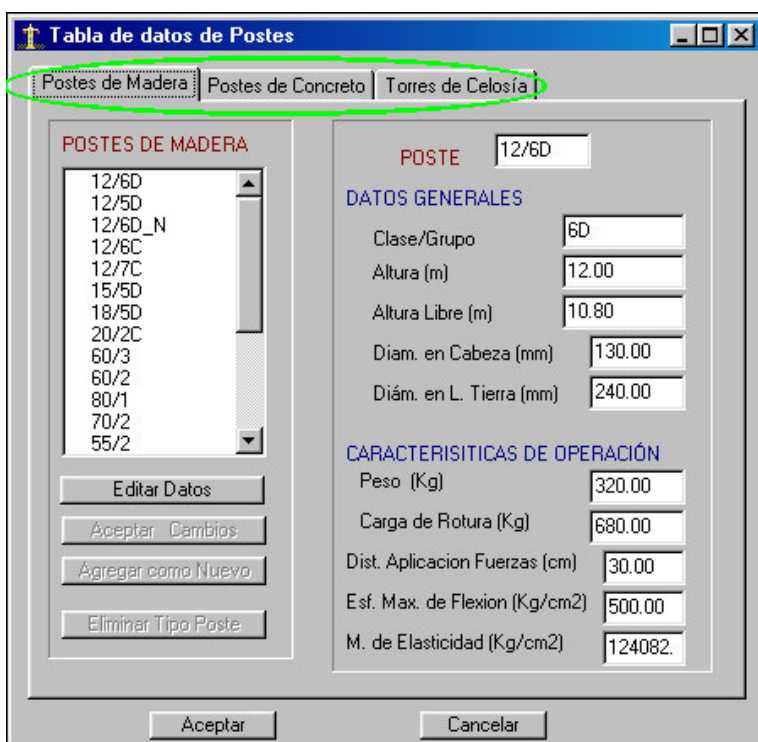 Tabla de datos de Postes
Postes de Madera Postes de Concreto Torres de Celosía
POSTES DE MADERA
12/6D
12/5D
12/6D_N
12/6C
12/7C
15/5D
18/5D
20/2C
60/3
60/2
80/1
70/2
55/2
Editar Datos
Aceptar Cambios
Agregar como Nuevo
Eliminar Tipo Poste
POSTE 12/6D
DATOS GENERALES
Clase/Grupo 6D
Altura (m) 12.00
Altura Libre (m) 10.80
Diam. en Cabeza (mm) 130.00
Diám. en L. Tierra (mm) 240.00
CARACTERISITICAS DE OPERACIÓN
Peso (Kg) 320.00
Carga de Rotura (Kg) 680.00
Dist. Aplicacion Fuerzas (cm) 30.00
Esf. Max. de Flexion (Kg/cm2) 500.00
M. de Elasticidad (Kg/cm2) 124082.
Aceptar Cancelar